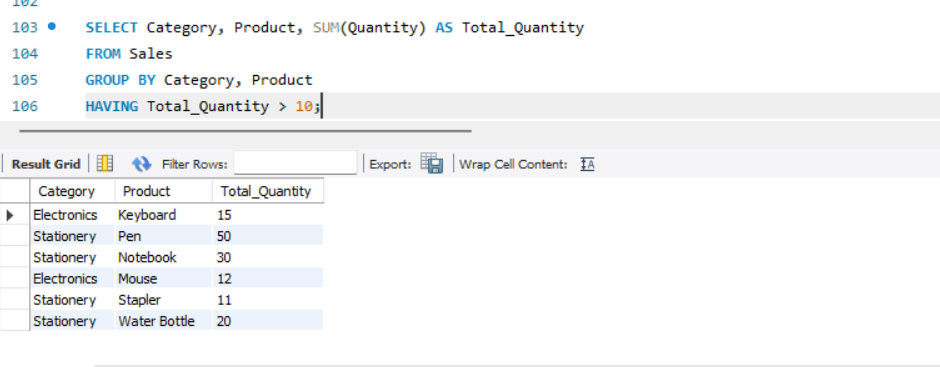 102
103 SELECT Category, Product, SUM(Quantity) AS Total_Quantity
104 FROM Sales
105 GROUP BY Category, Product
106 HAVING Total_Quantity > 10;
Result Grid Filter Rows: Export: Wrap Cell Content: IA
Category Product Total_Quantity
Electronics Keyboard 15
Stationery Pen 50
Stationery Notebook 30
Electronics Mouse 12
Stationery Stapler 11
Stationery Water Bottle 20